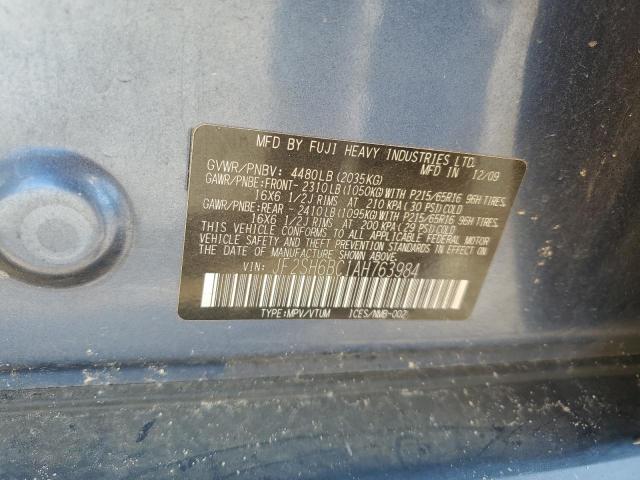 MFD BY FUJI HEAVY INDUSTRIES LTD.
MFD IN 12/09
GVWR/PNBV: 4480LB (2035KG)
GAWR/PNBE:FRONT- 2310LB(1050KG)WITH P215/65R16 96H TIRES,
16X6 1/2J RIMS AT 210 KPA(30 PSI)COLD
GAWR/PNBE:REAR- 2410LB(1095KG)WITH P215/65R16 96H TIRES,
16X6 1/2J RIMS AT 200 KPA(29 PSI)COLD
THIS VEHICLE CONFORMS TO ALL APPLICABLE FEDERAL MOTOR
VEHICLE SAFETY AND BUMPER STANDARDS IN EFFECT ON
THE DATE OF MANUFACTURE SHOWN ABOVE.
VIN: JF2SH6BC1AH763984
TYPE:MPV/VTUM ICES/NMB-002